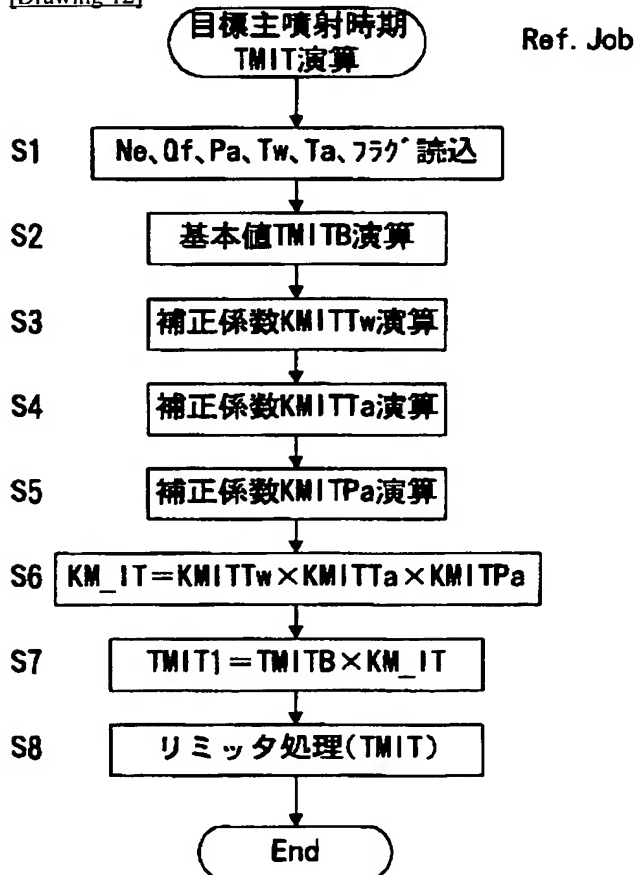 [Drawing 12]
目標主噴射時期
TMIT演算
Ref. Job
S1 Ne、Qf、Pa、Tw、Ta、フラグ読込
S2 基本値TMITB演算
S3 補正係数KMITTw演算
S4 補正係数KMITTa演算
S5 補正係数KMITPa演算
S6 KM_IT=KMITTw×KMITTa×KMITPa
S7 TMIT1=TMITB×KM_IT
S8 リミッタ処理(TMIT)
End